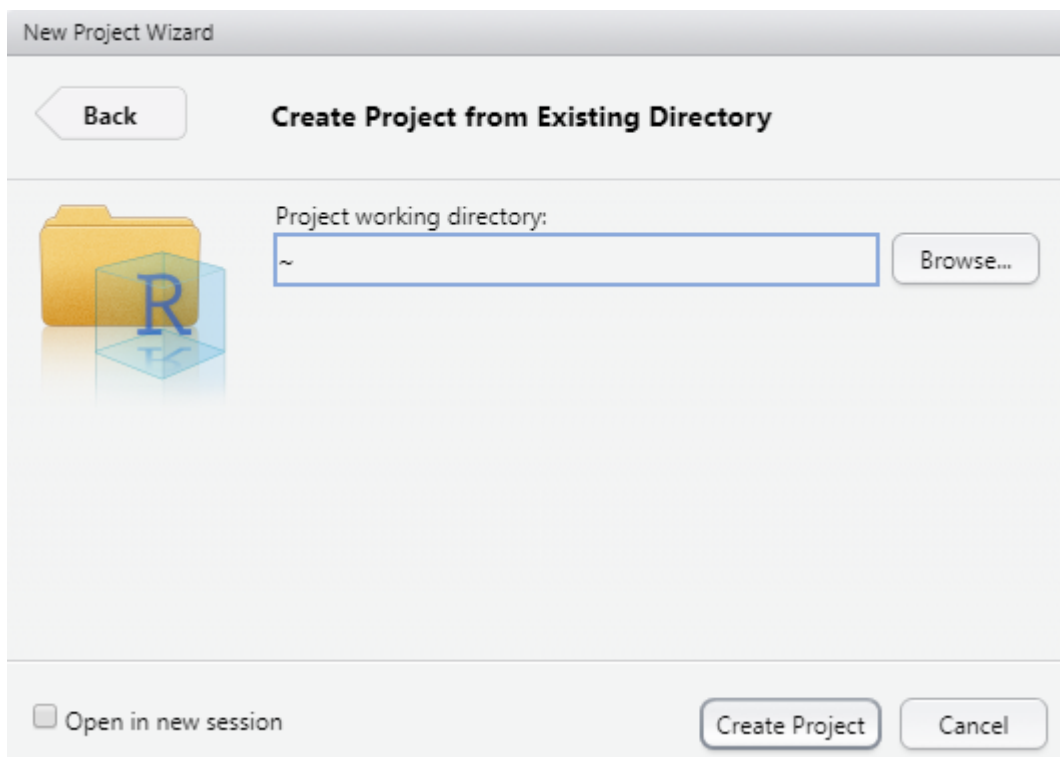 New Project Wizard
Back
Create Project from Existing Directory
Project working directory:
~
Browse...
R
Open in new session
Create Project
Cancel